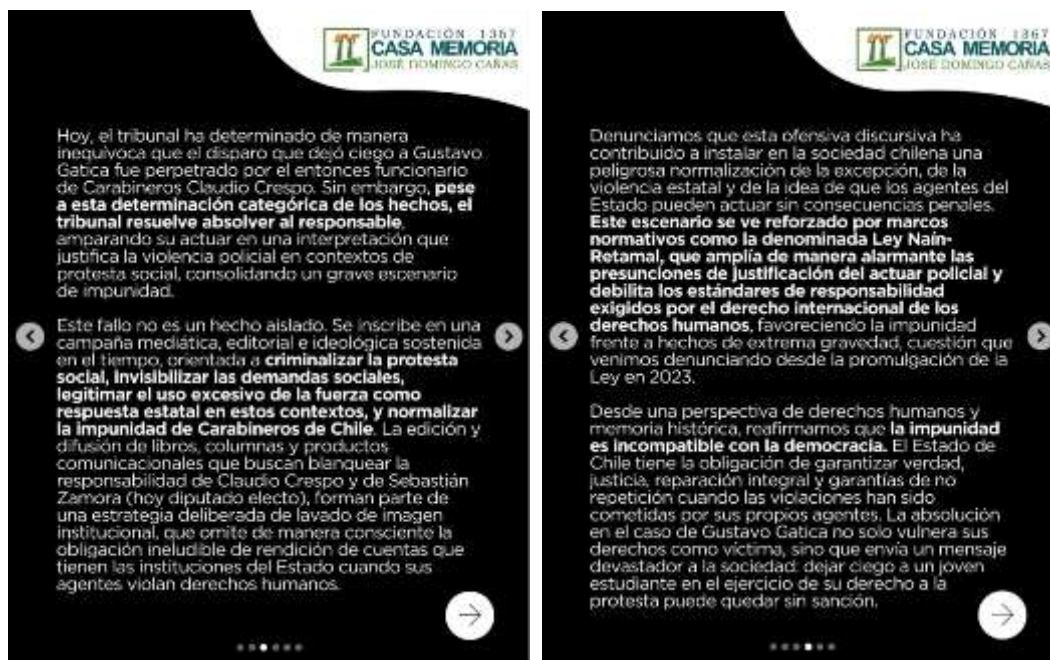 FUNDACIÓN 1367
CASA MEMORIA
JOSÉ DOMINGO CAÑAS
Hoy, el tribunal ha determinado de manera
inequívoca que el disparo que dejó ciego a Gustavo
Gatica fue perpetrado por el entonces funcionario
de Carabineros Claudio Crespo. Sin embargo, pese
a esta determinación categórica de los hechos, el
tribunal resuelve absolver al responsable,
amparando su actuar en una interpretación que
justifica la violencia policial en contextos de
protesta social, consolidando un grave escenario
de impunidad.
Este fallo no es un hecho aislado. Se inscribe en una
campaña mediática, editorial e ideológica sostenida
en el tiempo, orientada a criminalizar la protesta
social, invisibilizar las demandas sociales,
legitimar el uso excesivo de la fuerza como
respuesta estatal en estos contextos, y normalizar
la impunidad de Carabineros de Chile. La edición y
difusión de libros, columnas y productos
comunicacionales que buscan blanquear la
responsabilidad de Claudio Crespo y de Sebastián
Zamora (hoy diputado electo), forman parte de
una estrategia deliberada de lavado de imagen
institucional, que omite de manera consciente la
obligación ineludible de rendición de cuentas que
tienen las instituciones del Estado cuando sus
agentes violan derechos humanos.
FUNDACIÓN 1367
CASA MEMORIA
JOSÉ DOMINGO CAÑAS
Denunciamos que esta ofensiva discursiva ha
contribuido a instalar en la sociedad chilena una
peligrosa normalización de la excepción, de la
violencia estatal y de la idea de que los agentes del
Estado pueden actuar sin consecuencias penales.
Este escenario se ve reforzado por marcos
normativos como la denominada Ley Naín-
Retamal, que amplía de manera alarmante las
presunciones de justificación del actuar policial y
debilita los estándares de responsabilidad
exigidos por el derecho internacional de los
derechos humanos, favoreciendo la impunidad
frente a hechos de extrema gravedad, cuestión que
venimos denunciando desde la promulgación de la
Ley en 2023.
Desde una perspectiva de derechos humanos y
memoria histórica, reafirmamos que la impunidad
es incompatible con la democracia. El Estado de
Chile tiene la obligación de garantizar verdad,
justicia, reparación integral y garantías de no
repetición cuando las violaciones han sido
cometidas por sus propios agentes. La absolución
en el caso de Gustavo Gatica no solo vulnera sus
derechos como víctima, sino que envía un mensaje
devastador a la sociedad: dejar ciego a un joven
estudiante en el ejercicio de su derecho a la
protesta puede quedar sin sanción.